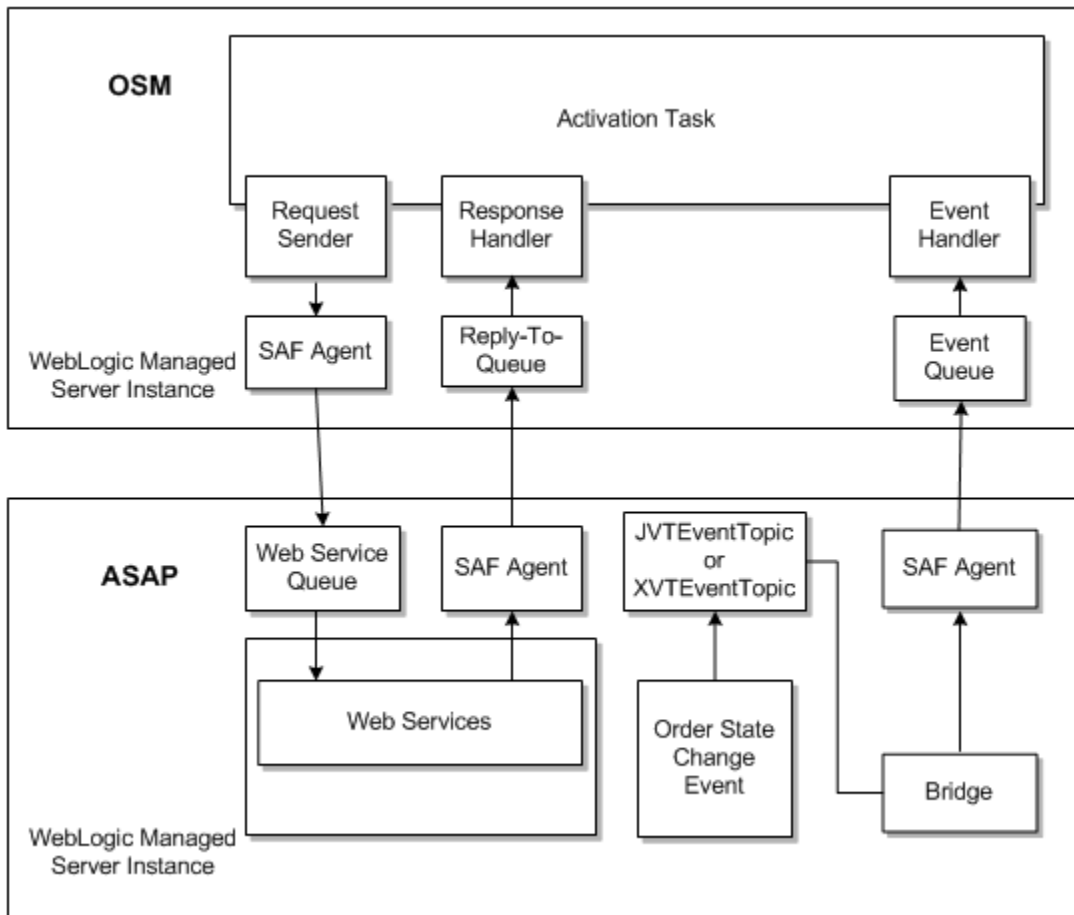 OSM
Activation Task
Request
Sender
Response
Handler
Event
Handler
SAF Agent
Reply-To-
Queue
Event
Queue
WebLogic Managed
Server Instance
ASAP
Web Service
Queue
SAF Agent
JVTEventTopic
or
XVTEventTopic
SAF Agent
Web Services
Order State
Change
Event
Bridge
WebLogic Managed
Server Instance